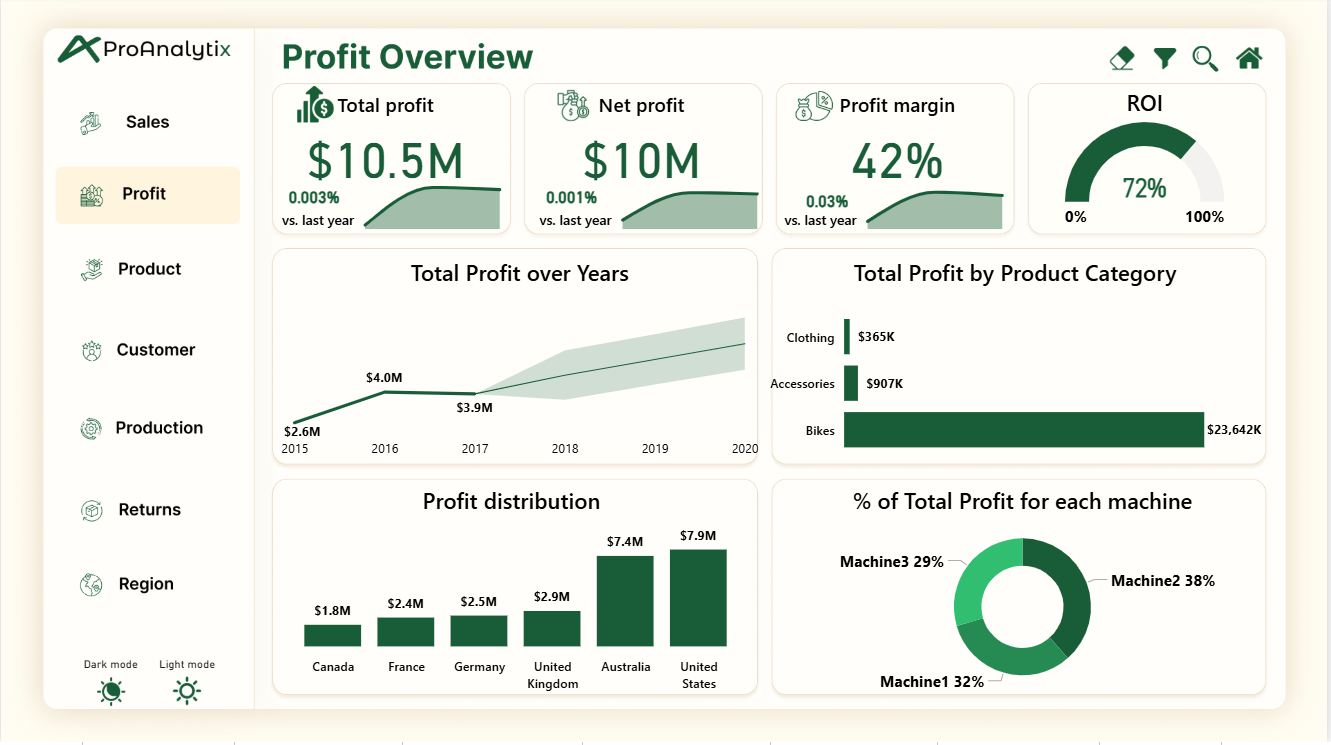 ProAnalytix
Profit Overview
Sales
Profit
Product
Customer
Production
Returns
Region
Dark mode
Light mode
Total profit
$10.5M
0.003%
vs. last year
Net profit
$10M
0.001%
vs. last year
Profit margin
42%
0.03%
vs. last year
ROI
72%
0%
100%
Total Profit over Years
$2.6M
$4.0M
$3.9M
2015 2016 2017 2018 2019 2020
Total Profit by Product Category
Clothing $365K
Accessories $907K
Bikes $23,642K
Profit distribution
$1.8M $2.4M $2.5M $2.9M $7.4M $7.9M
Canada France Germany United Australia United
Kingdom States
% of Total Profit for each machine
Machine3 29%
Machine2 38%
Machine1 32%